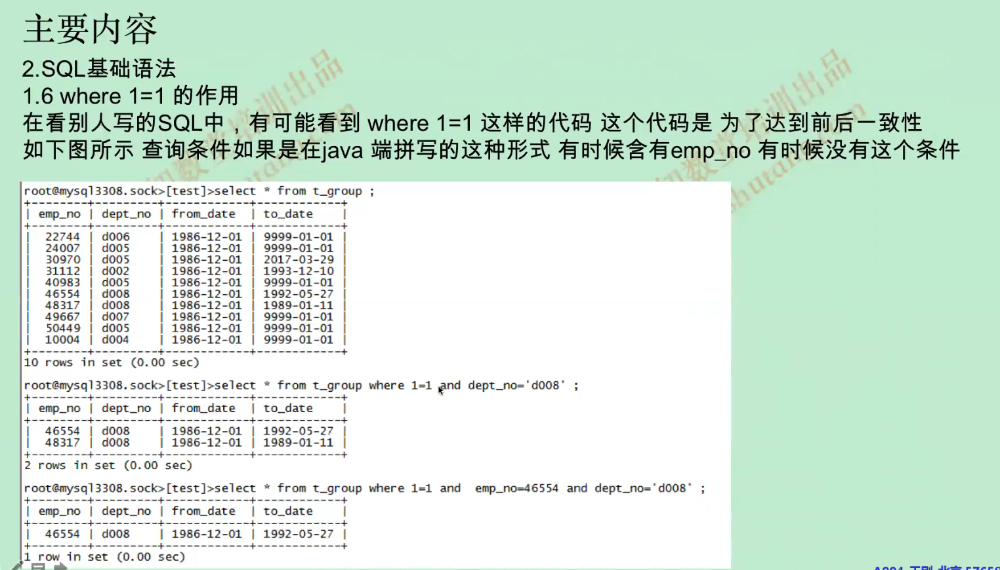 主要内容
2.SQL基础语法
1.6 where 1=1 的作用
在看别人写的SQL中，有可能看到 where 1=1 这样的代码 这个代码是 为了达到前后一致性
如下图所示 查询条件如果是在java 端拼写的这种形式 有时候含有emp_no 有时候没有这个条件
root@mysql3308.sock>[test]>select * from t_group ;
+--------+---------+------------+------------+
| emp_no | dept_no | from_date  | to_date    |
+--------+---------+------------+------------+
|  22744 | d006    | 1986-12-01 | 9999-01-01 |
|  24007 | d005    | 1986-12-01 | 9999-01-01 |
|  30970 | d005    | 1986-12-01 | 2017-03-29 |
|  31112 | d002    | 1986-12-01 | 1993-12-10 |
|  40983 | d005    | 1986-12-01 | 9999-01-01 |
|  46554 | d008    | 1986-12-01 | 1992-05-27 |
|  48317 | d008    | 1986-12-01 | 1989-01-11 |
|  49667 | d007    | 1986-12-01 | 9999-01-01 |
|  50449 | d005    | 1986-12-01 | 9999-01-01 |
|  10004 | d004    | 1986-12-01 | 9999-01-01 |
+--------+---------+------------+------------+
10 rows in set (0.00 sec)
root@mysql3308.sock>[test]>select * from t_group where 1=1 and dept_no='d008' ;
+--------+---------+------------+------------+
| emp_no | dept_no | from_date  | to_date    |
+--------+---------+------------+------------+
|  46554 | d008    | 1986-12-01 | 1992-05-27 |
|  48317 | d008    | 1986-12-01 | 1989-01-11 |
+--------+---------+------------+------------+
2 rows in set (0.00 sec)
root@mysql3308.sock>[test]>select * from t_group where 1=1 and  emp_no=46554 and dept_no='d008' ;
+--------+---------+------------+------------+
| emp_no | dept_no | from_date  | to_date    |
+--------+---------+------------+------------+
|  46554 | d008    | 1986-12-01 | 1992-05-27 |
+--------+---------+------------+------------+
1 row in set (0.00 sec)